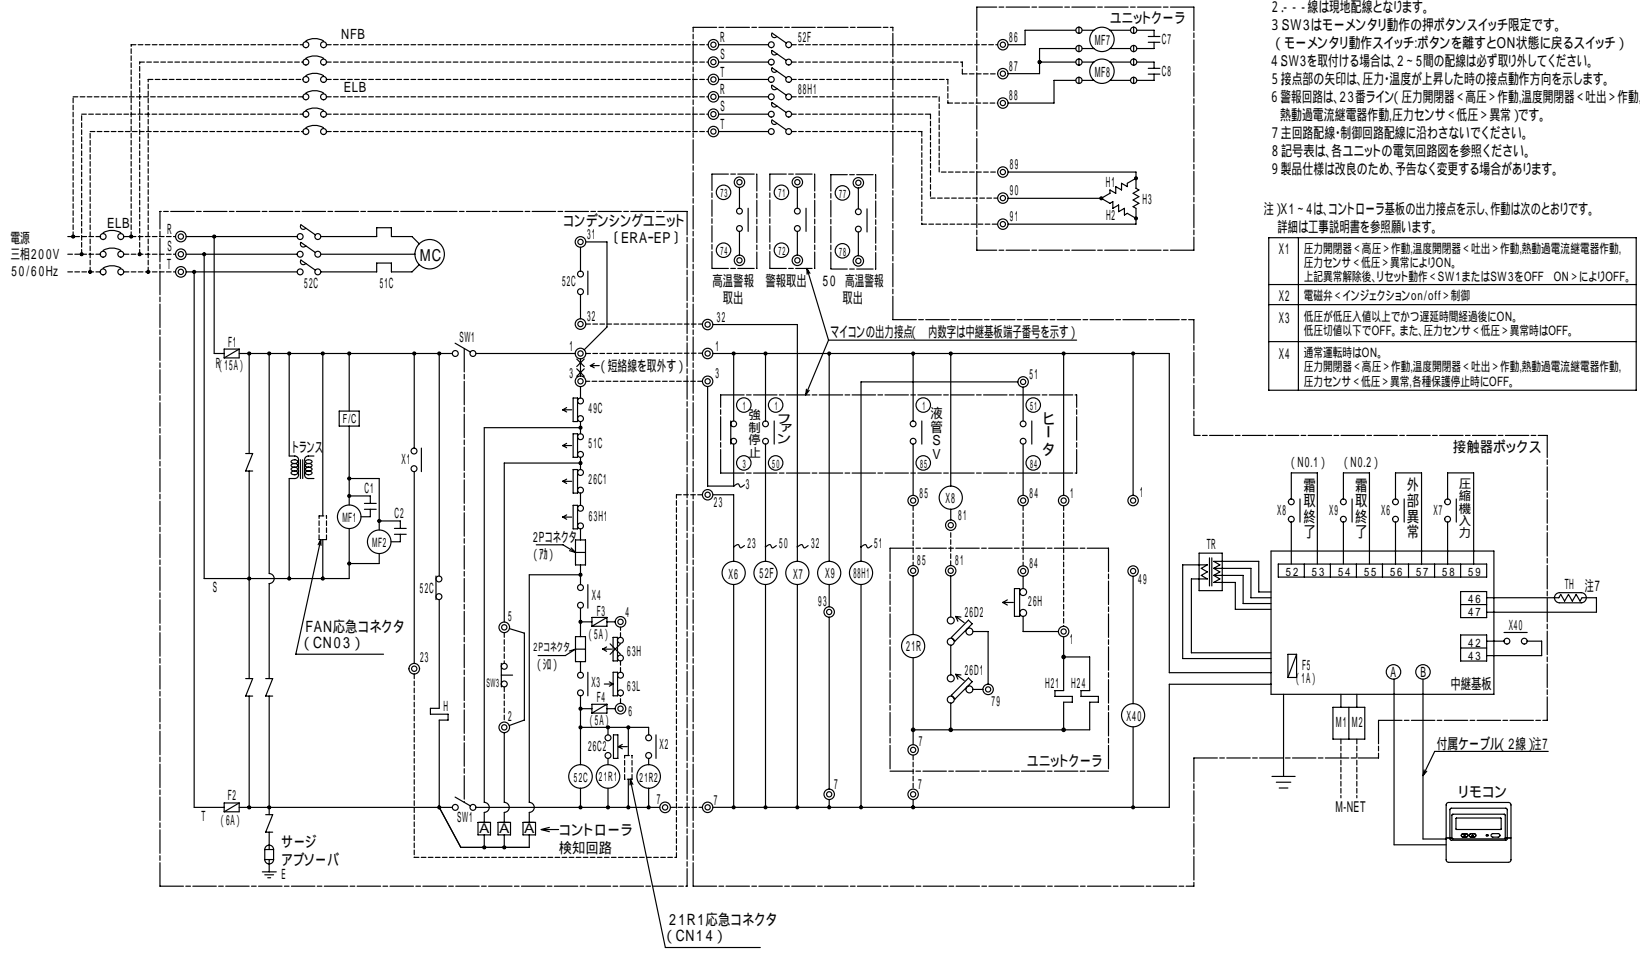 2.- - - 線は現地配線となります。
3 SW3はモーメンタリ動作の押ボタンスイッチ限定です。
(モーメンタリ動作スイッチ:ボタンを離すとON状態に戻るスイッチ)
4 SW3を取付ける場合は、2~5間の配線は必ず取り外してください。
5 接点部の矢印は、圧力・温度が上昇した時の接点動作方向を示します。
6 警報回路は、23番ライン(圧力開閉器<高圧>作動,温度開閉器<吐出>作動,
熱動過電流継電器作動,圧力センサ<低圧>異常)です。
7 主回路配線・制御回路配線に沿わさないでください。
8 記号表は、各ユニットの電気回路図を参照ください。
9 製品仕様は改良のため、予告なく変更する場合があります。
注)X1~4は、コントローラ基板の出力接点を示し、作動は次のとおりです。
詳細は工事説明書を参照願います。
X1
圧力開閉器<高圧>作動,温度開閉器<吐出>作動,熱動過電流継電器作動,
圧力センサ<低圧>異常によりON。
上記異常解除後、リセット動作<SW1またはSW3をOFF ON>によりOFF。
X2 電磁弁<インジェクションon/off>制御
X3
低圧が低圧入値以上でかつ遅延時間経過後にON。
低圧切値以下でOFF。また、圧力センサ<低圧>異常時はOFF。
X4
通常運転時はON。
圧力開閉器<高圧>作動,温度開閉器<吐出>作動,熱動過電流継電器作動,
圧力センサ<低圧>異常,各種保護停止時にOFF。
NFB
ELB
ELB
R
S
T
R
S
T
52F
88H1
ユニットクーラ
86
87
88
MF7
MF8
C7
C8
89
90
91
H1
H2
H3
電源
三相200V
50/60Hz
R
S
T
52C
51C
MC
コンデンシングユニット
〔ERA-EP〕
31
52C
32
73
74
高温警報
取出
71
72
警報取出
77
78
50 高温警報
取出
32
マイコンの出力接点( 内数字は中継基板端子番号を示す)
F1
R
(15A)
SW1
1
1
3
(短絡線を取外す)
3
F/C
トランス
X1
49C
51C
26C1
63H1
C1
C2
MF1
MF2
2Pコネクタ
(アカ)
S
FAN応急コネクタ
(CN03)
52C
23
H
5
SW3
2
X4
F3
(5A)
4
2Pコネクタ
(シロ)
63H
X3
63L
F4
(5A)
6
26C2
X2
52C
21R1
21R2
F2
T
(6A)
SW1
7
7
A
A
A
コントローラ
検知回路
サージ
アブソーバ
E
21R1応急コネクタ
(CN14)
1
強制停止
3
1
ファン
50
1
液管SV
85
51
51
ヒータ
84
3
23
85
X8
81
84
1
1
23
50
32
51
X6
52F
X7
X9
88H1
93
85
81
84
49
26D2
26H
1
21R
26D1
79
H21
H24
X40
7
7
7
ユニットクーラ
接触器ボックス
(NO.1)
(NO.2)
X8
霜取終了
X9
霜取終了
X6
外部異常
X7
圧縮機入力
TR
52 53 54 55 56 57 58 59
46
47
TH
注7
42
43
X40
F5
(1A)
中継基板
A
B
M1
M2
M-NET
付属ケーブル(2線)注7
リモコン